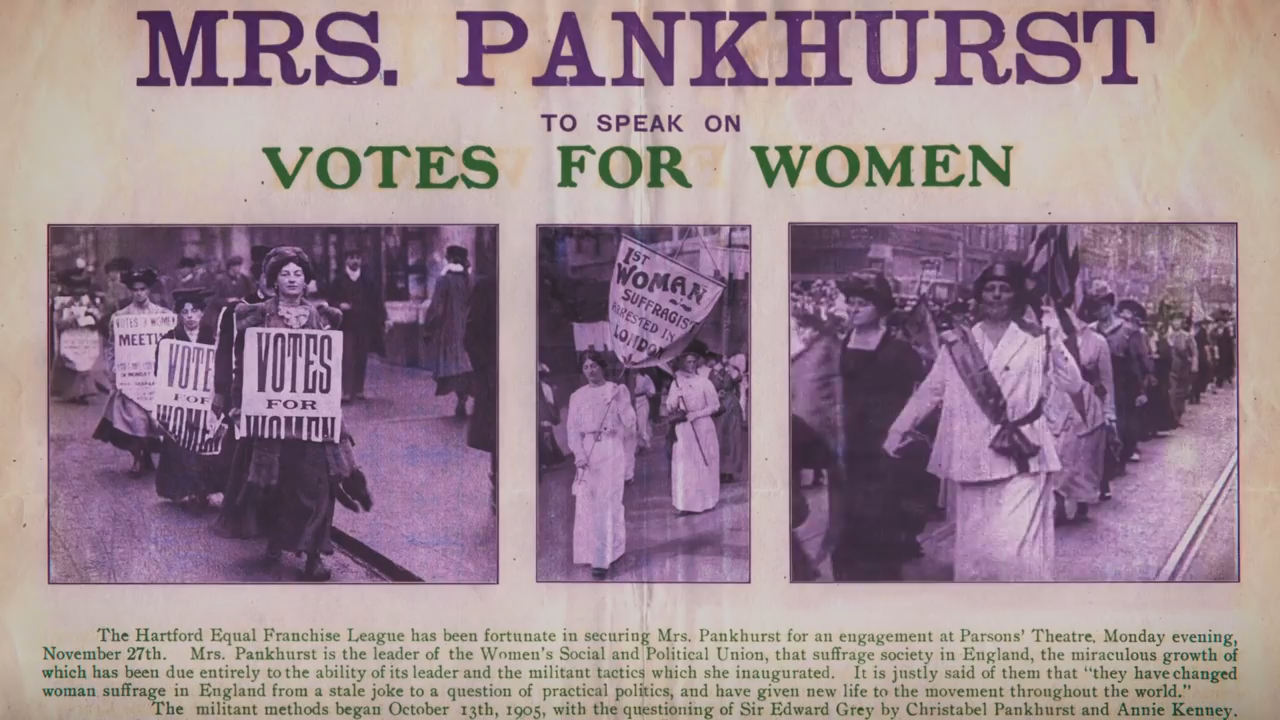 MRS. PANKHURST
TO SPEAK ON
VOTES FOR WOMEN
MEETI
VOTE
FOR
WOMEN
VOTES
FOR
WOMEN
1ST
WOMAN
SUFFRAGIST
ARRESTED IN
LONDON
The Hartford Equal Franchise League has been fortunate in securing Mrs. Pankhurst for an engagement at Parsons' Theatre, Monday evening,
November 27th. Mrs. Pankhurst is the leader of the Women's Social and Political Union, that suffrage society in England, the miraculous growth of
which has been due entirely to the ability of its leader and the militant tactics which she inaugurated. It is justly said of them that "they have changed
woman suffrage in England from a stale joke to a question of practical politics, and have given new life to the movement throughout the world."
The militant methods began October 13th, 1905, with the questioning of Sir Edward Grey by Christabel Pankhurst and Annie Kenney.